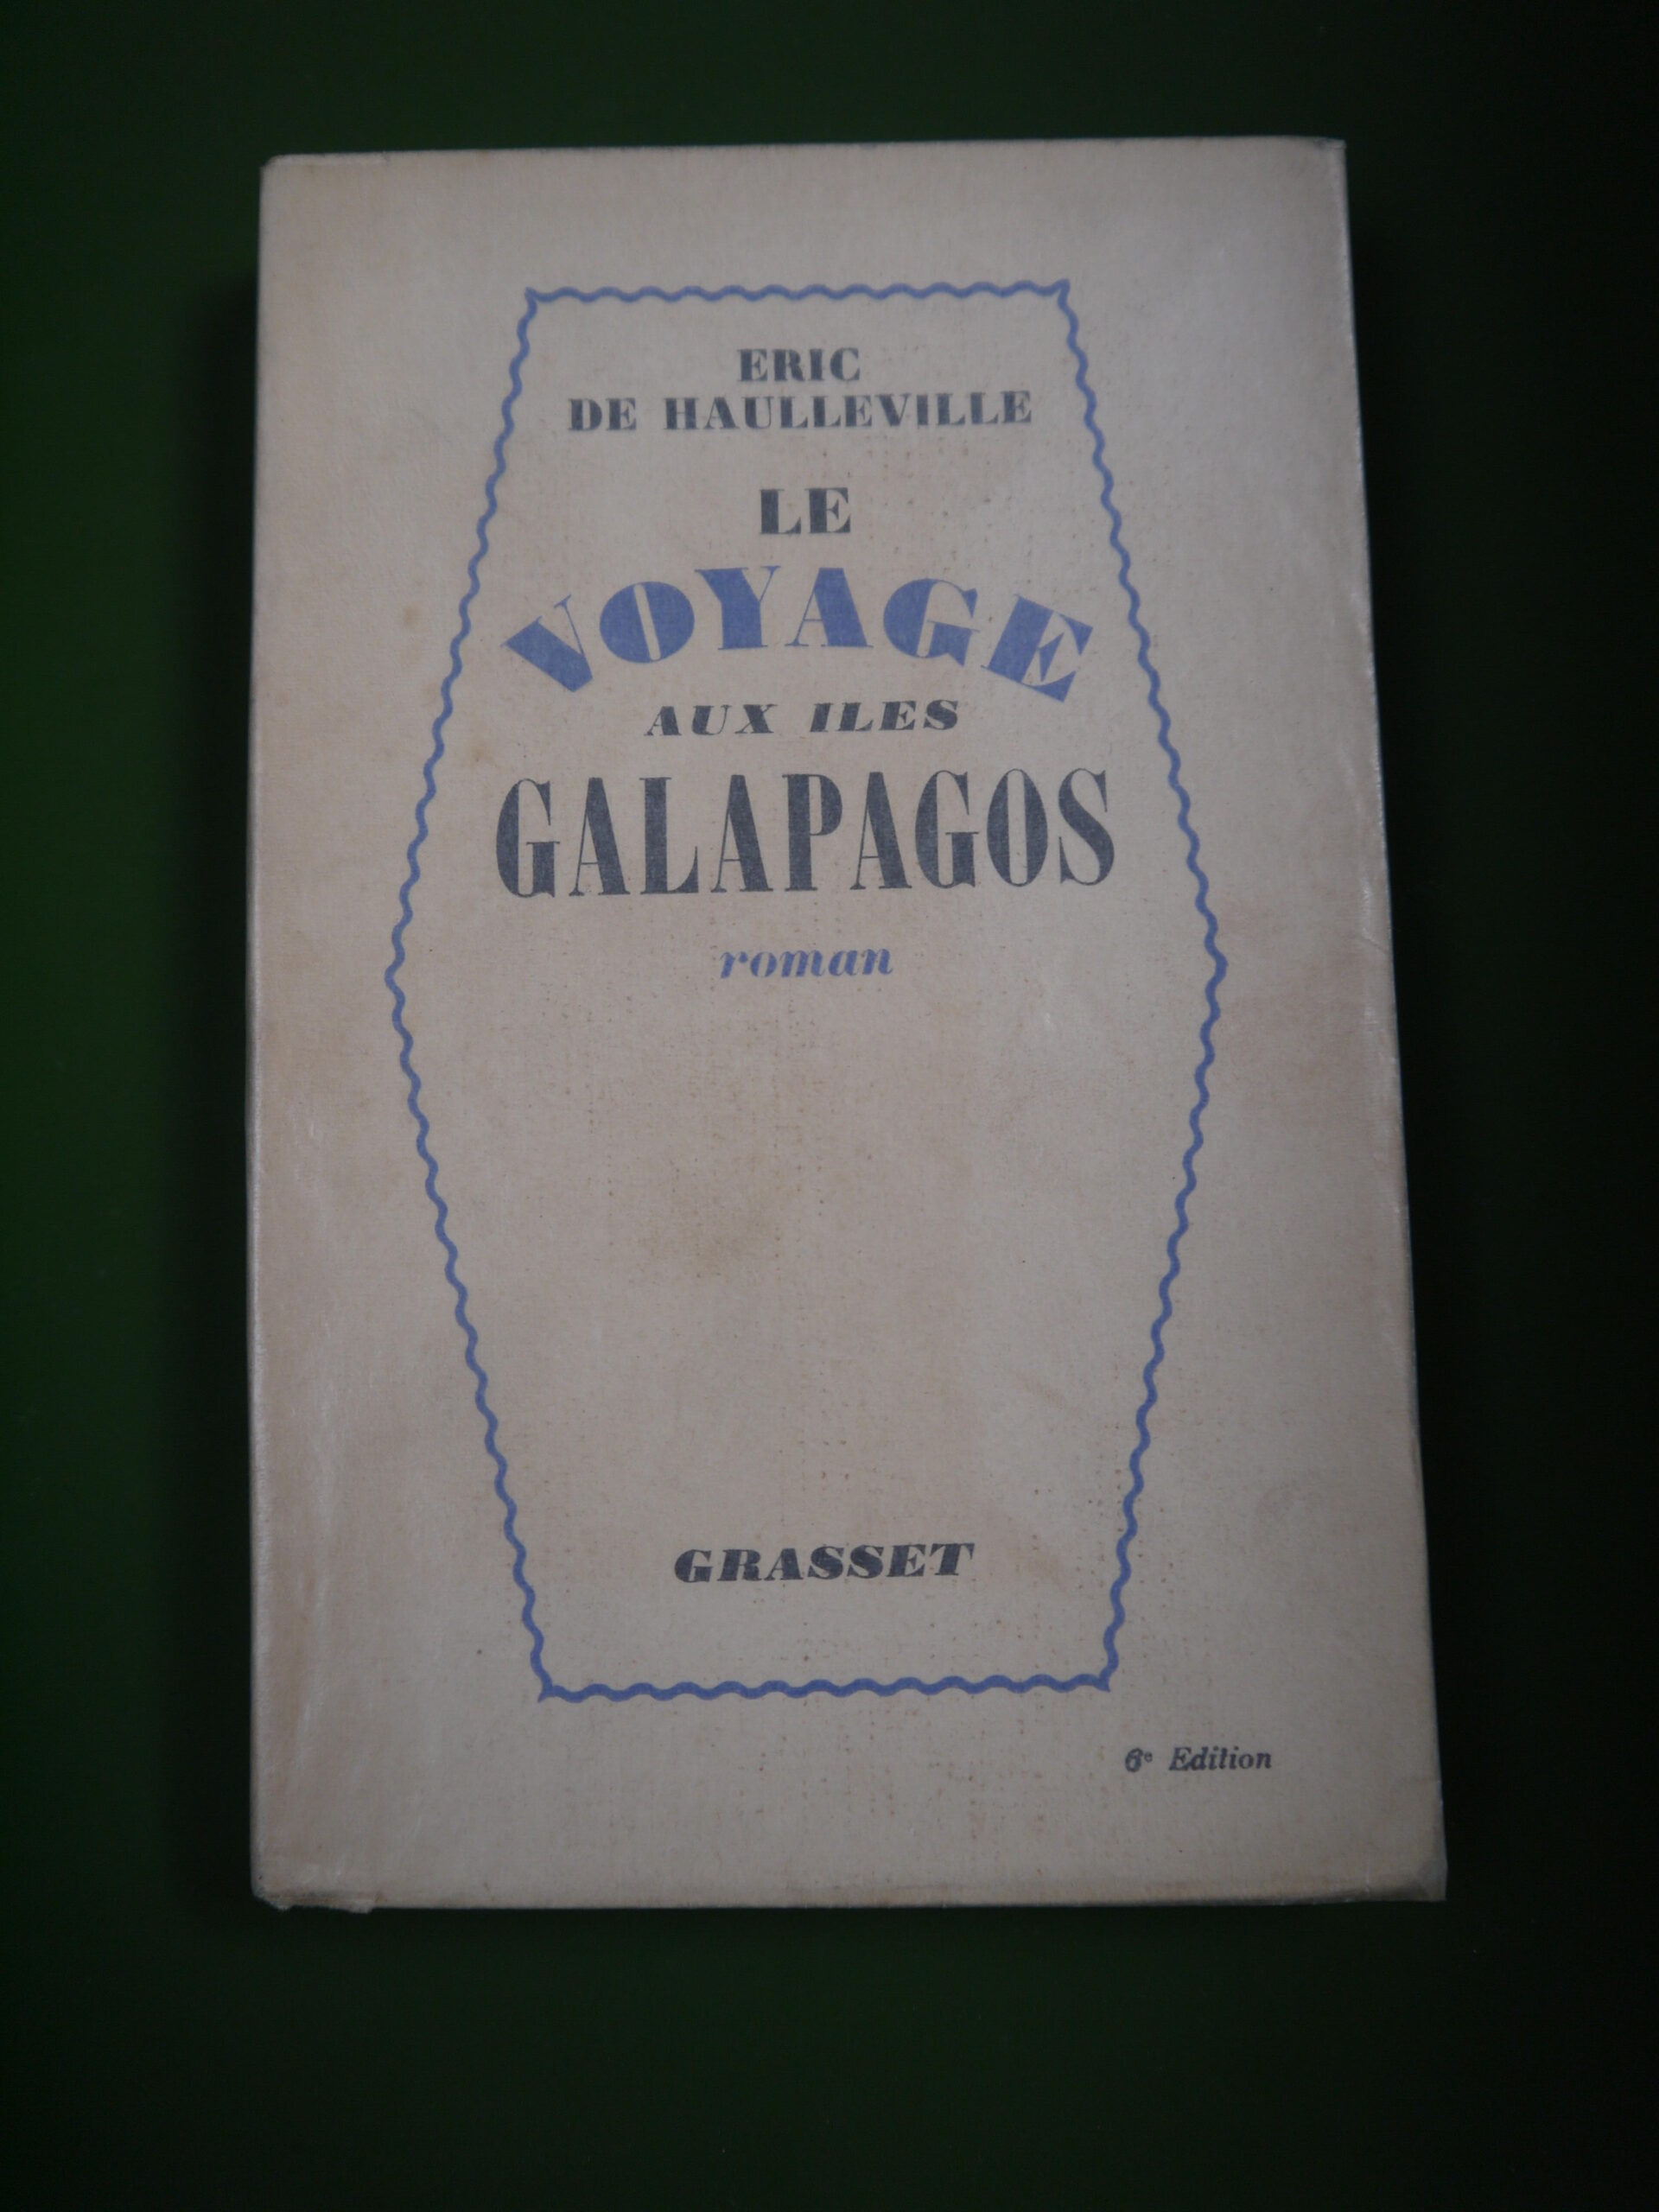 ERIC
DE HAULLEVILLE
LE
VOYAGE
AUX ILES
GALAPAGOS
roman
GRASSET
6e Edition